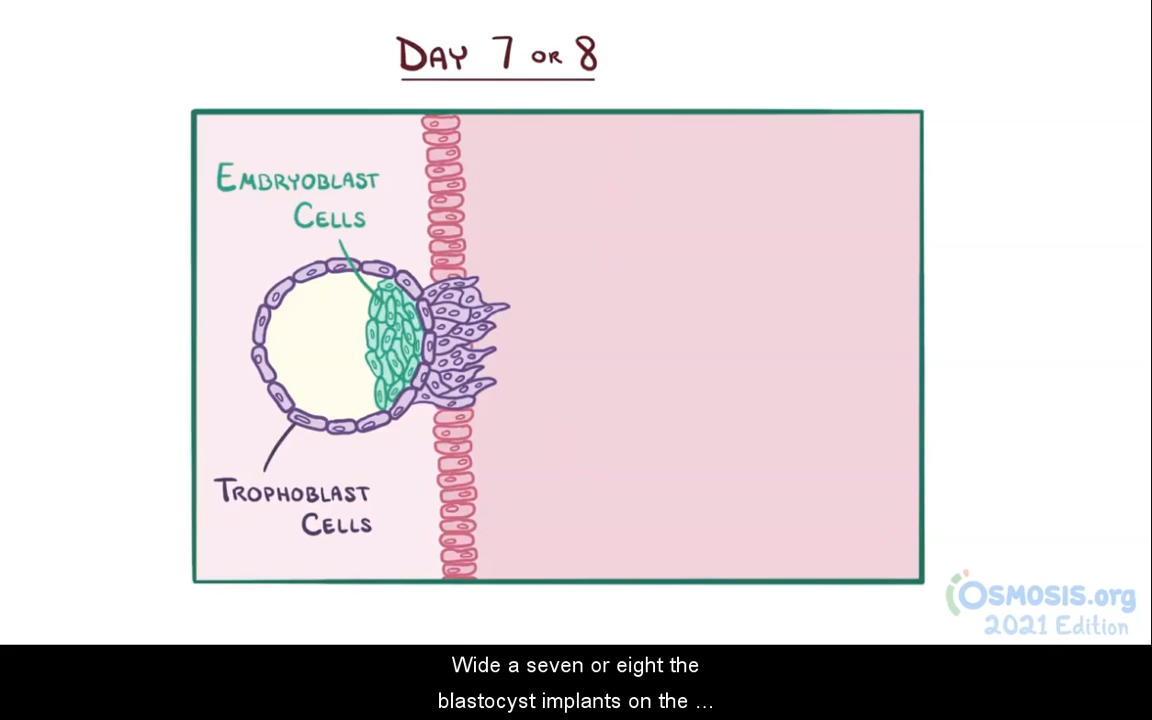 DAY 7 OR 8
EMBRYOBLAST
CELLS
TROPHOBLAST
CELLS
OSMOSIS.org
2021 Edition
Wide a seven or eight the
blastocyst implants on the ...